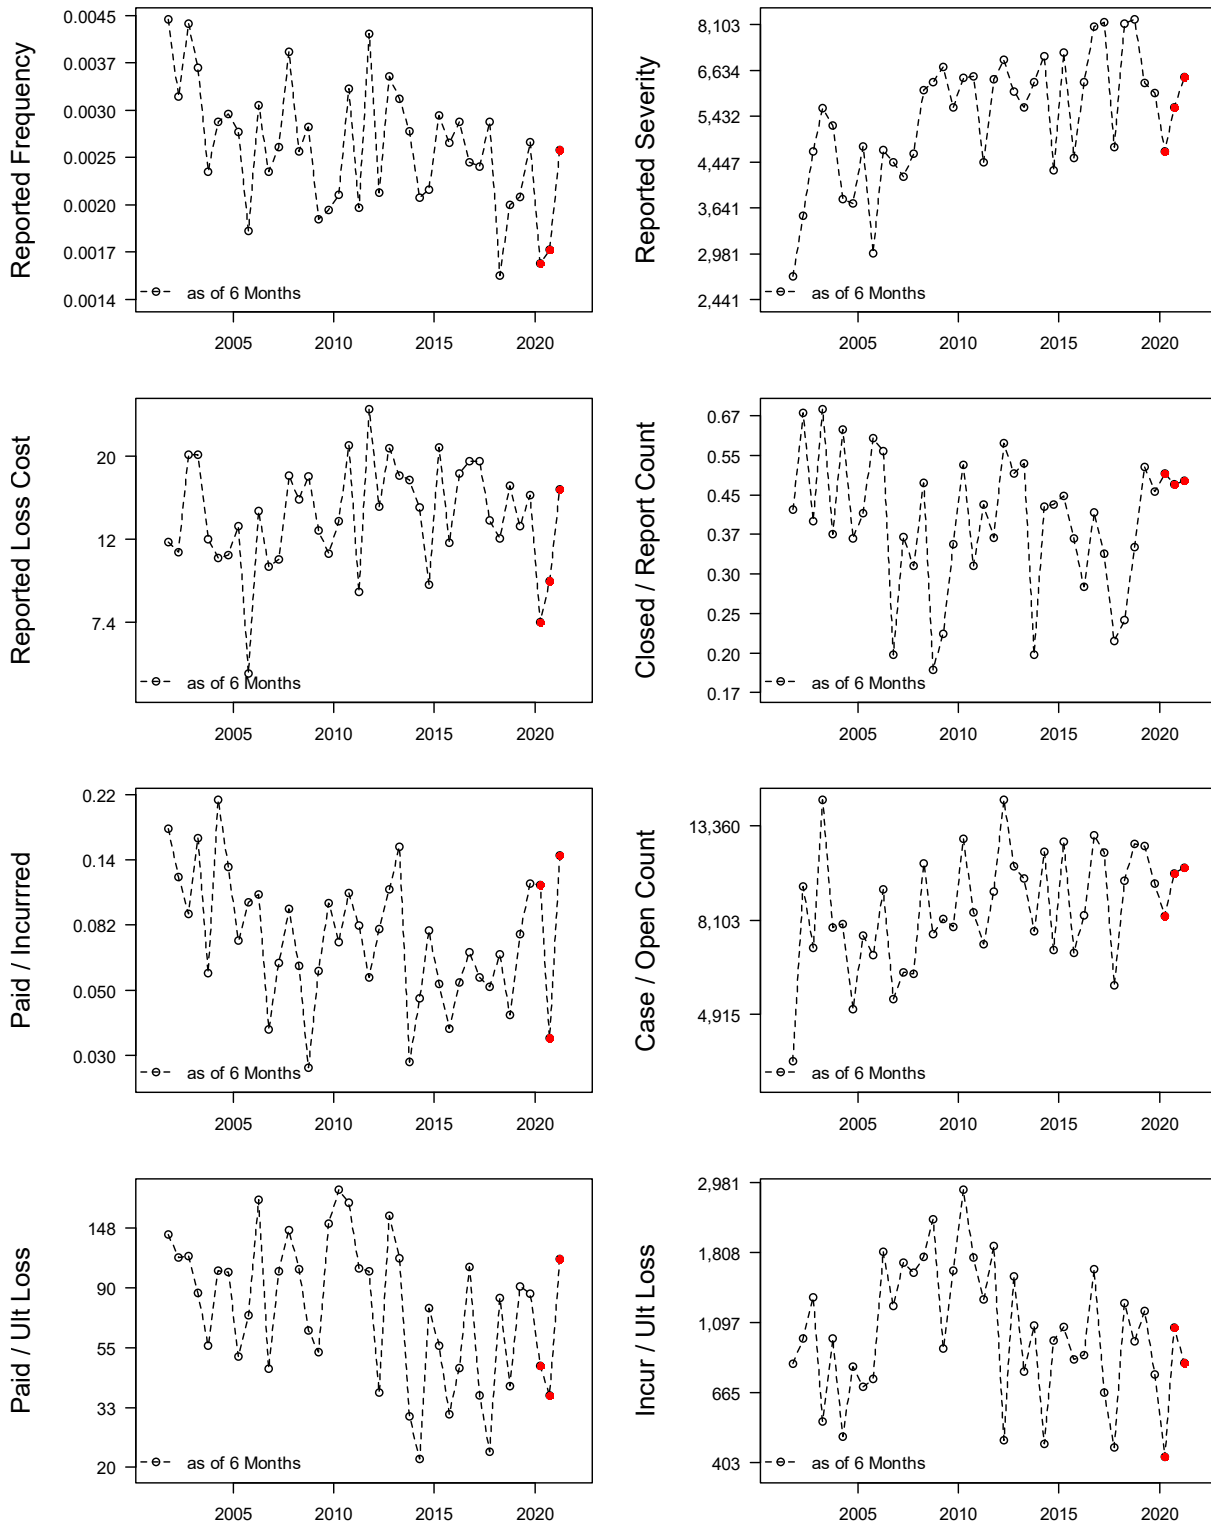 Reported Frequency
0.0045
0.0037
0.0030
0.0025
0.0020
0.0017
0.0014
as of 6 Months
2005 2010 2015 2020
Reported Severity
8,103
6,634
5,432
4,447
3,641
2,981
2,441
as of 6 Months
2005 2010 2015 2020
Reported Loss Cost
20
12
7.4
as of 6 Months
2005 2010 2015 2020
Closed / Report Count
0.67
0.55
0.45
0.37
0.30
0.25
0.20
0.17
as of 6 Months
2005 2010 2015 2020
Paid / Incurrred
0.22
0.14
0.082
0.050
0.030
as of 6 Months
2005 2010 2015 2020
Case / Open Count
13,360
8,103
4,915
as of 6 Months
2005 2010 2015 2020
Paid / Ult Loss
148
90
55
33
20
as of 6 Months
2005 2010 2015 2020
Incur / Ult Loss
2,981
1,808
1,097
665
403
as of 6 Months
2005 2010 2015 2020